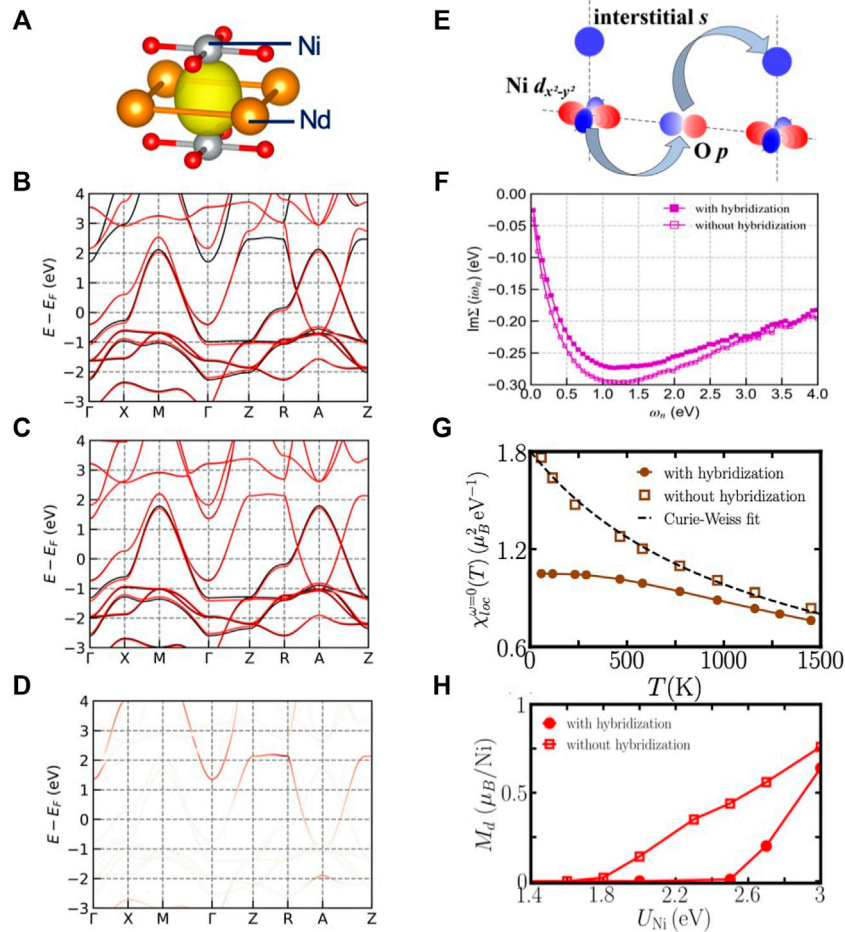 A
Ni
Nd
B
E − E_F (eV)
4
3
2
1
0
−1
−2
−3
Γ X M Γ Z R A Z
C
E − E_F (eV)
4
3
2
1
0
−1
−2
−3
Γ X M Γ Z R A Z
D
E − E_F (eV)
4
3
2
1
0
−1
−2
−3
Γ X M Γ Z R A Z
E
interstitial s
Ni d_{x²-y²}
O p
F
0.00
−0.05
−0.10
−0.15
−0.20
−0.25
−0.30
ImΣ (iω_n) (eV)
with hybridization
without hybridization
0.0 0.5 1.0 1.5 2.0 2.5 3.0 3.5 4.0
ω_n (eV)
G
1.8
1.2
0.6
χ_{loc}^{ω=0}(T) (μ_B² eV⁻¹)
with hybridization
without hybridization
Curie-Weiss fit
0 500 1000 1500
T(K)
H
1
0.5
0
M_d (μ_B/Ni)
with hybridization
without hybridization
1.4 1.8 2.2 2.6 3
U_Ni (eV)